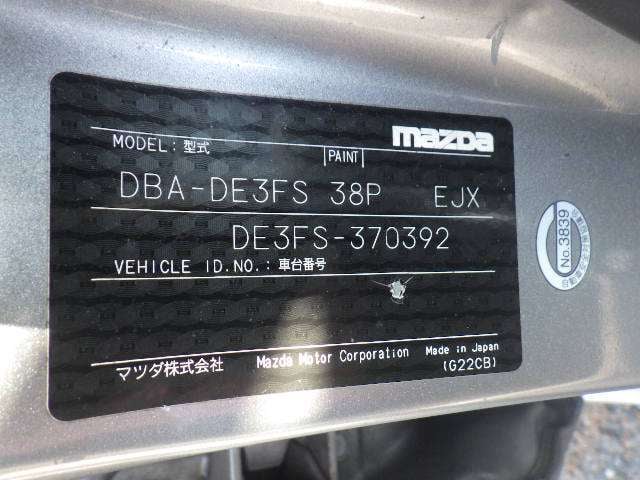 mazda
MODEL: 型式
PAINT
DBA-DE3FS 38P EJX
DE3FS-370392
VEHICLE ID.NO.: 車台番号
マツダ株式会社 Mazda Motor Corporation Made in Japan
(G22CB)
No.3839